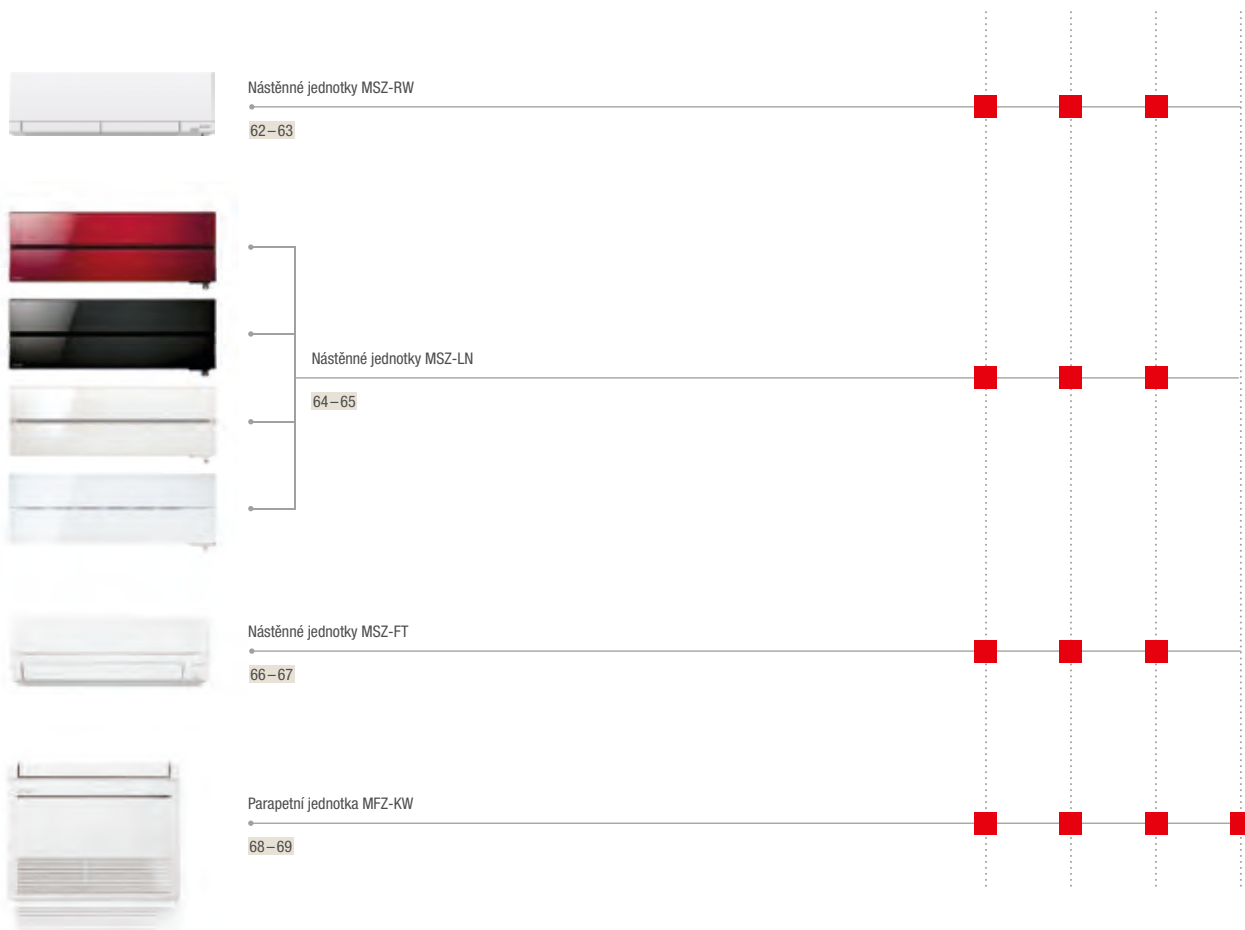 Nástěnné jednotky MSZ-RW
62–63
Nástěnné jednotky MSZ-LN
64–65
Nástěnné jednotky MSZ-FT
66–67
Parapetní jednotka MFZ-KW
68–69